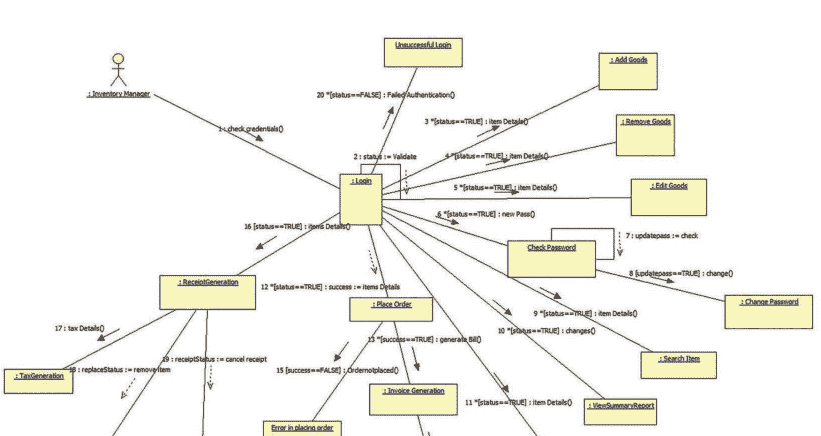 Unsuccessful Login
: Add Goods
: Inventory Manager
20 *[status==FALSE] : Failed Authentication()
3 *[status==TRUE] : item Details()
: Remove Goods
1 : check credentials()
2 : status := Validate
4 *[status==TRUE] : item Details()
: Login
5 *[status==TRUE] : item Details()
: Edit Goods
6 *[status==TRUE] : new Pass()
16 [status==TRUE] : items Details()
7 : updatepass := check
Check Password
8 [updatepass==TRUE] : change()
: ReceiptGeneration
12 *[status==TRUE] : success := items Details
: Place Order
: Change Password
9 *[status==TRUE] : item Details()
17 : tax Details()
10 *[status==TRUE] : changes()
13 *[success==TRUE] : generate Bill()
19 : receiptStatus := cancel receipt
: Search Item
18 : replaceStatus := remove item
15 [success==FALSE] : Ordernotplaced()
: TaxGeneration
: Invoice Generation
11 *[status==TRUE] : item Details()
: ViewSummaryReport
Error in placing order